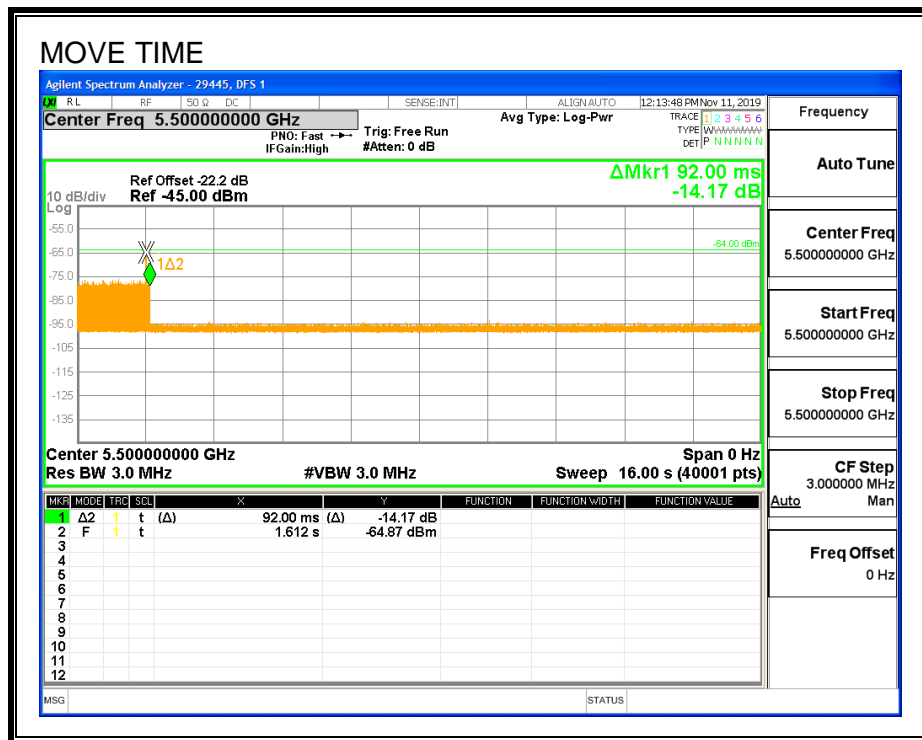 MOVE TIME
Agilent Spectrum Analyzer - 29445, DFS 1
LXI RL RF 50 Ω DC SENSE:INT ALIGN AUTO 12:13:48 PM Nov 11, 2019
Center Freq 5.500000000 GHz
Avg Type: Log-Pwr
TRACE 1 2 3 4 5 6
PNO: Fast
Trig: Free Run
TYPE WWWWWW
IFGain:High
#Atten: 0 dB
DET P N N N N N
Ref Offset -22.2 dB
ΔMkr1 92.00 ms
10 dB/div
Ref -45.00 dBm
-14.17 dB
Log
-55.0
-64.00 dBm
-65.0
1Δ2
-75.0
-85.0
-95.0
-105
-115
-125
-135
Center 5.500000000 GHz
Span 0 Hz
Res BW 3.0 MHz
#VBW 3.0 MHz
Sweep 16.00 s (40001 pts)
MKR MODE TRC SCL X Y FUNCTION FUNCTION WIDTH FUNCTION VALUE
1 Δ2 1 t (Δ) 92.00 ms (Δ) -14.17 dB
2 F 1 t 1.612 s -64.87 dBm
3
4
5
6
7
8
9
10
11
12
MSG
STATUS
Frequency
Auto Tune
Center Freq
5.500000000 GHz
Start Freq
5.500000000 GHz
Stop Freq
5.500000000 GHz
CF Step
3.000000 MHz
Auto Man
Freq Offset
0 Hz